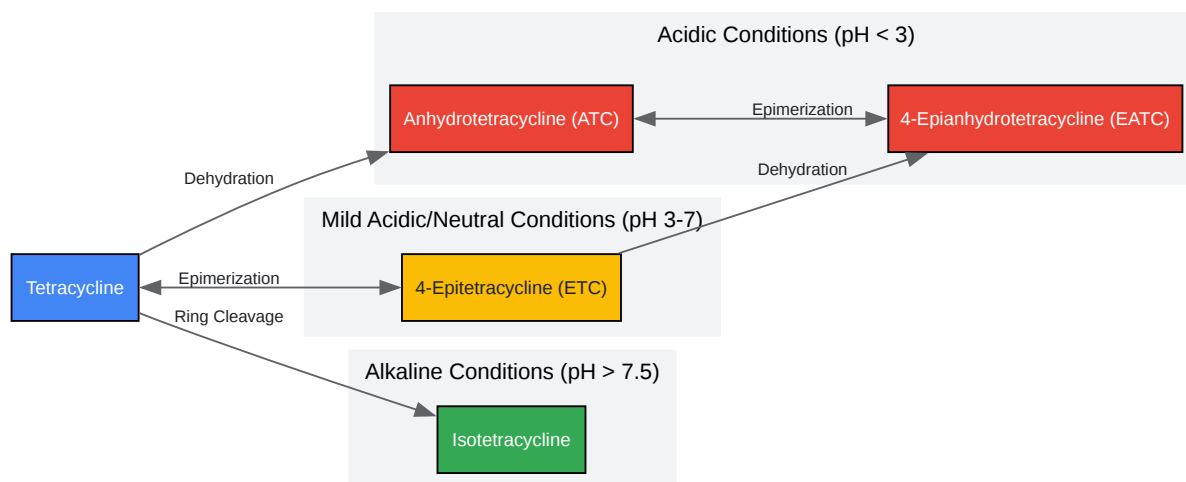 Acidic Conditions (pH < 3)
Anhydrotetracycline (ATC)
Epimerization
4-Epianhydrotetracycline (EATC)
Dehydration
Dehydration
Mild Acidic/Neutral Conditions (pH 3-7)
Tetracycline
Epimerization
4-Epitetracycline (ETC)
Ring Cleavage
Alkaline Conditions (pH > 7.5)
Isotetracycline